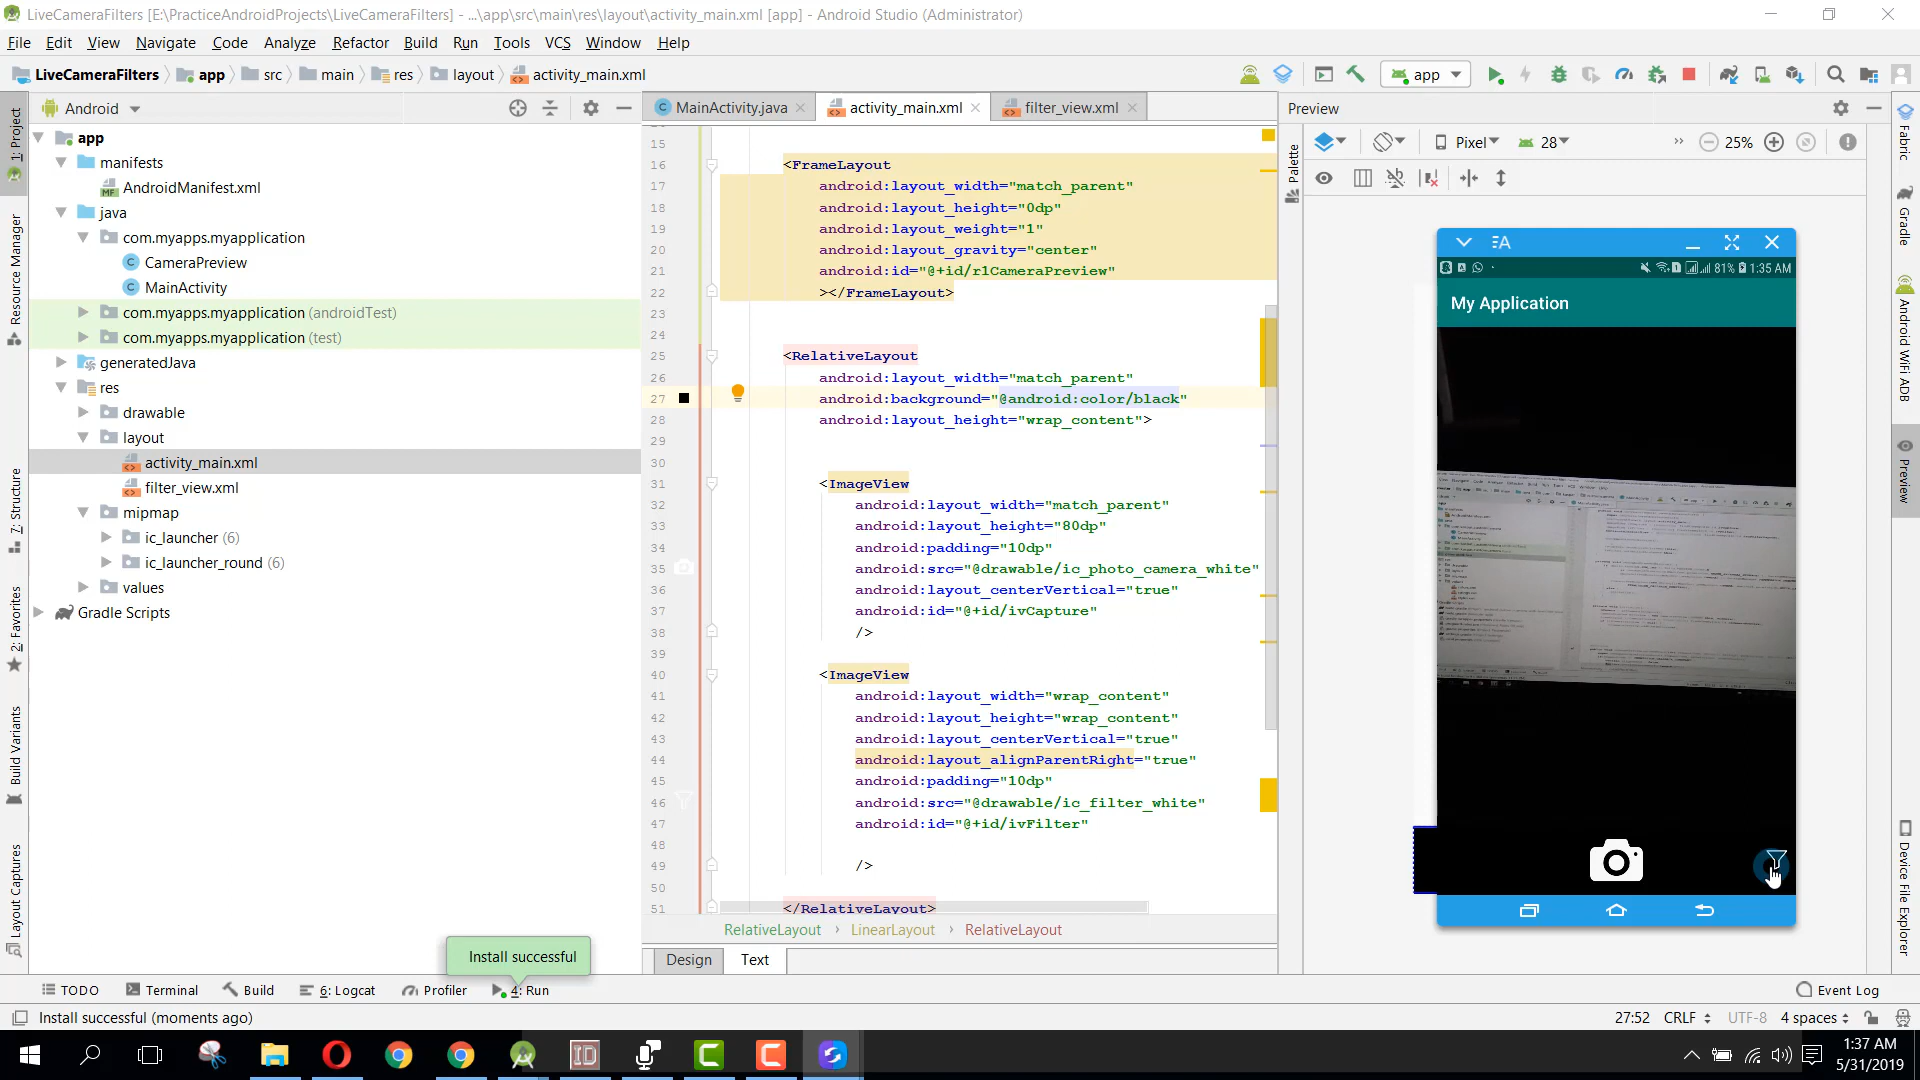 LiveCameraFilters [E:\PracticeAndroidProjects\LiveCameraFilters] - ...\app\src\main\res\layout\activity_main.xml [app] - Android Studio (Administrator)
File Edit View Navigate Code Analyze Refactor Build Run Tools VCS Window Help
LiveCameraFilters app src main res layout activity_main.xml app
Android
MainActivity.java activity_main.xml filter_view.xml
Preview
1: Project
Resource Manager
7: Structure
2: Favorites
Build Variants
Layout Captures
app
manifests
AndroidManifest.xml
java
com.myapps.myapplication
CameraPreview
MainActivity
com.myapps.myapplication (androidTest)
com.myapps.myapplication (test)
generatedJava
res
drawable
layout
activity_main.xml
filter_view.xml
mipmap
ic_launcher (6)
ic_launcher_round (6)
values
Gradle Scripts
15
16 <FrameLayout
17 android:layout_width="match_parent"
18 android:layout_height="0dp"
19 android:layout_weight="1"
20 android:layout_gravity="center"
21 android:id="@+id/r1CameraPreview"
22 ></FrameLayout>
23
24
25 <RelativeLayout
26 android:layout_width="match_parent"
27 android:background="@android:color/black"
28 android:layout_height="wrap_content">
29
30
31 <ImageView
32 android:layout_width="match_parent"
33 android:layout_height="80dp"
34 android:padding="10dp"
35 android:src="@drawable/ic_photo_camera_white"
36 android:layout_centerVertical="true"
37 android:id="@+id/ivCapture"
38 />
39
40 <ImageView
41 android:layout_width="wrap_content"
42 android:layout_height="wrap_content"
43 android:layout_centerVertical="true"
44 android:layout_alignParentRight="true"
45 android:padding="10dp"
46 android:src="@drawable/ic_filter_white"
47 android:id="@+id/ivFilter"
48
49 />
50
51 </RelativeLayout>
RelativeLayout › LinearLayout › RelativeLayout
Design Text
Palette
Pixel 28 » 25%
81% 1:35 AM
My Application
Fabric
Gradle
Android WiFi ADB
Preview
Device File Explorer
Install successful
TODO Terminal Build 6: Logcat Profiler 4: Run Event Log
Install successful (moments ago) 27:52 CRLF UTF-8 4 spaces
1:37 AM
5/31/2019